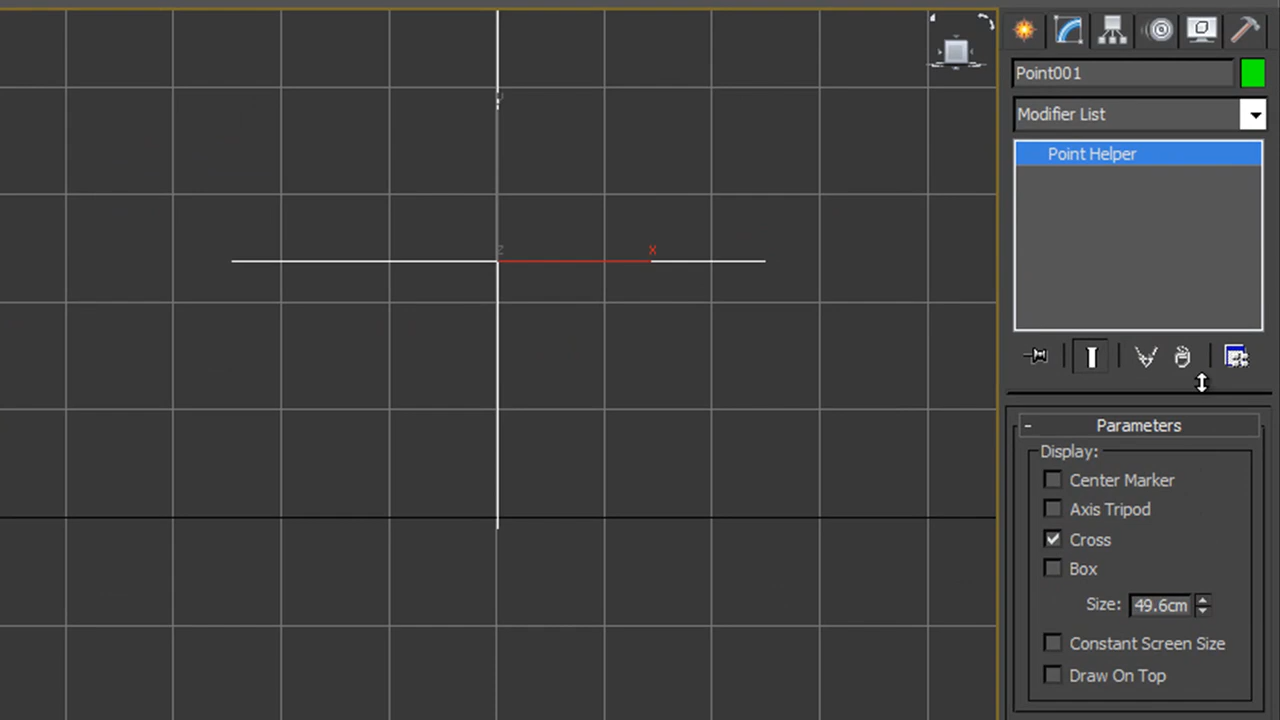 Point001
Modifier List
Point Helper
y
z
x
- Parameters
Display:
Center Marker
Axis Tripod
Cross
Box
Size: 49.6cm
Constant Screen Size
Draw On Top